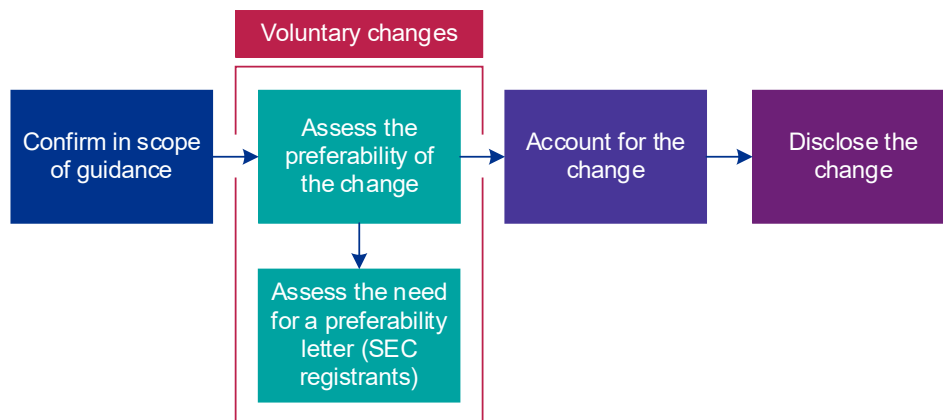 Voluntary changes
Confirm in scope
of guidance
Assess the
preferability of
the change
Account for the
change
Disclose the
change
Assess the need
for a preferability
letter (SEC
registrants)